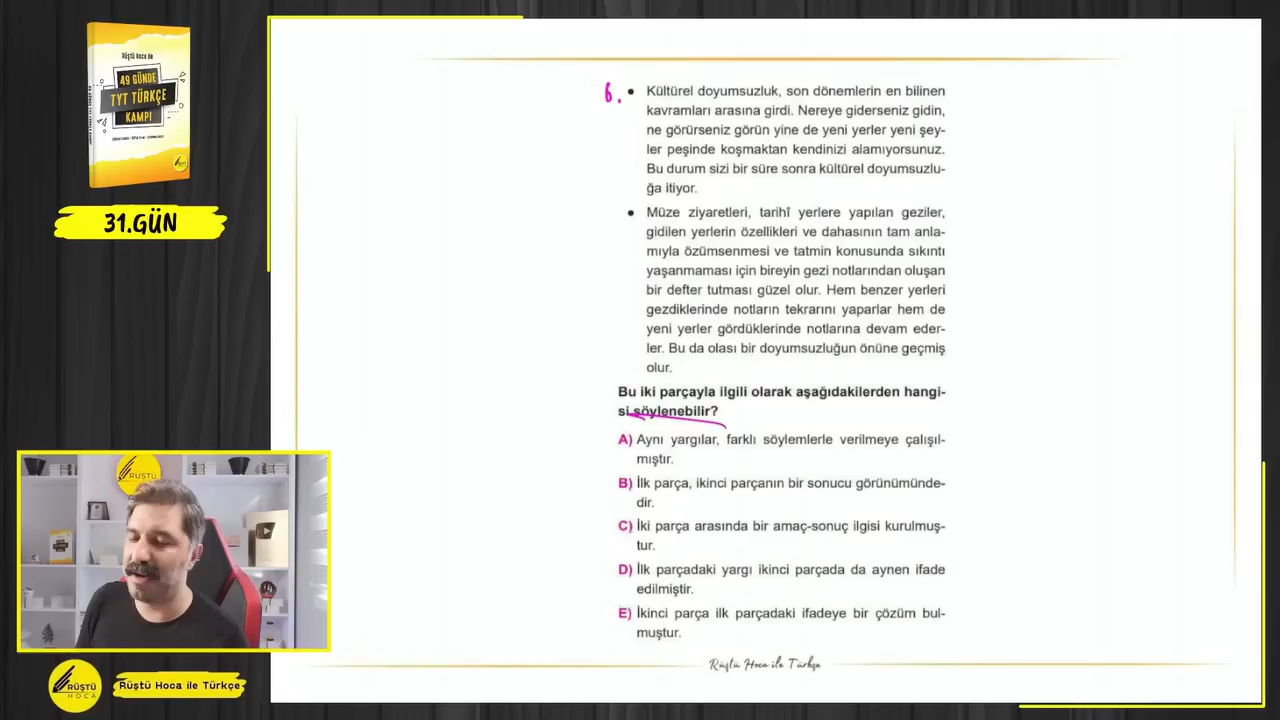 Rüştü Hoca ile
49 GÜNDE
TYT TÜRKÇE
KAMPI
31.GÜN
6.
• Kültürel doyumsuzluk, son dönemlerin en bilinen
kavramları arasına girdi. Nereye giderseniz gidin,
ne görürseniz görün yine de yeni yerler yeni şey-
ler peşinde koşmaktan kendinizi alamıyorsunuz.
Bu durum sizi bir süre sonra kültürel doyumsuzlu-
ğa itiyor.
• Müze ziyaretleri, tarihî yerlere yapılan geziler,
gidilen yerlerin özellikleri ve dahasının tam anla-
mıyla özümsenmesi ve tatmin konusunda sıkıntı
yaşanmaması için bireyin gezi notlarından oluşan
bir defter tutması güzel olur. Hem benzer yerleri
gezdiklerinde notların tekrarını yaparlar hem de
yeni yerler gördüklerinde notlarına devam eder-
ler. Bu da olası bir doyumsuzluğun önüne geçmiş
olur.
Bu iki parçayla ilgili olarak aşağıdakilerden hangi-
si söylenebilir?
A) Aynı yargılar, farklı söylemlerle verilmeye çalışıl-
mıştır.
B) İlk parça, ikinci parçanın bir sonucu görünümünde-
dir.
C) İki parça arasında bir amaç-sonuç ilgisi kurulmuş-
tur.
D) İlk parçadaki yargı ikinci parçada da aynen ifade
edilmiştir.
E) İkinci parça ilk parçadaki ifadeye bir çözüm bul-
muştur.
Rüştü Hoca ile Türkçe
RÜŞTÜ
RÜŞTÜ
HOCA
Rüştü Hoca ile Türkçe